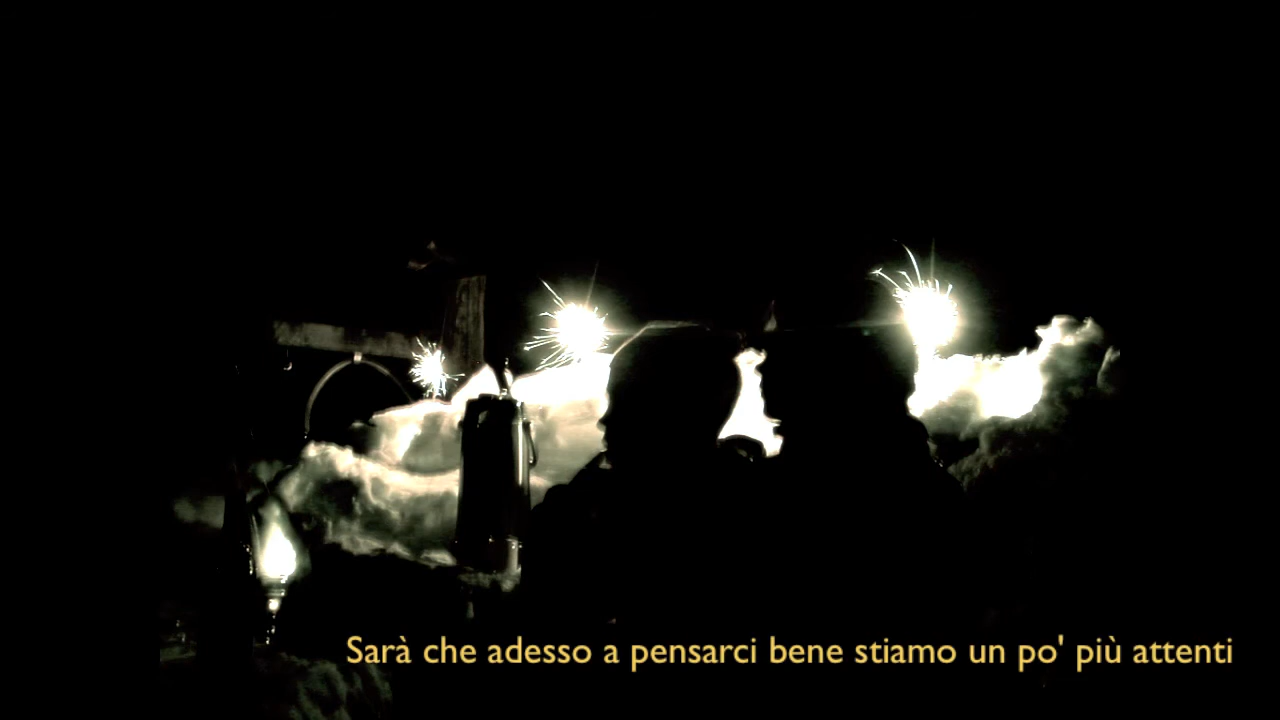 Sarà che adesso a pensarci bene stiamo un po' più attenti